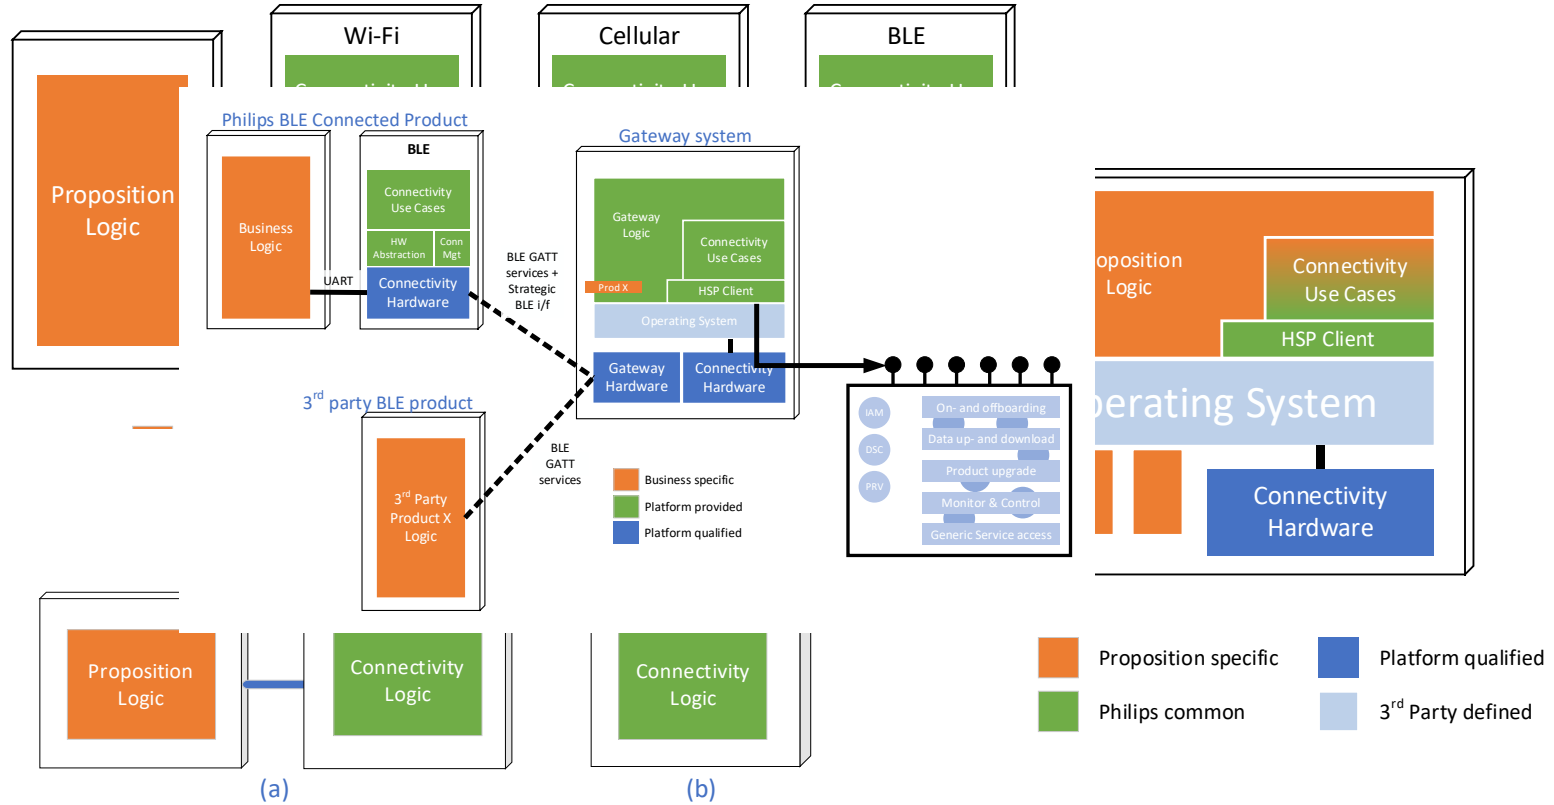 Wi-Fi
Cellular
BLE
Proposition
Logic
Philips BLE Connected Product
BLE
Business
Logic
UART
Connectivity
Use Cases
HW
Abstraction
Conn
Mgt
Connectivity
Hardware
BLE GATT
services +
Strategic
BLE i/f
Gateway system
Gateway
Logic
Connectivity
Use Cases
Prod X
HSP Client
Operating System
Gateway
Hardware
Connectivity
Hardware
3rd party BLE product
3rd Party
Product X
Logic
BLE
GATT
services
Business specific
Platform provided
Platform qualified
IAM
DSC
PRV
On- and offboarding
Data up- and download
Product upgrade
Monitor & Control
Generic Service access
oposition
Logic
Connectivity
Use Cases
HSP Client
perating System
Connectivity
Hardware
Proposition
Logic
Connectivity
Logic
Connectivity
Logic
(a)
(b)
Proposition specific
Philips common
Platform qualified
3rd Party defined